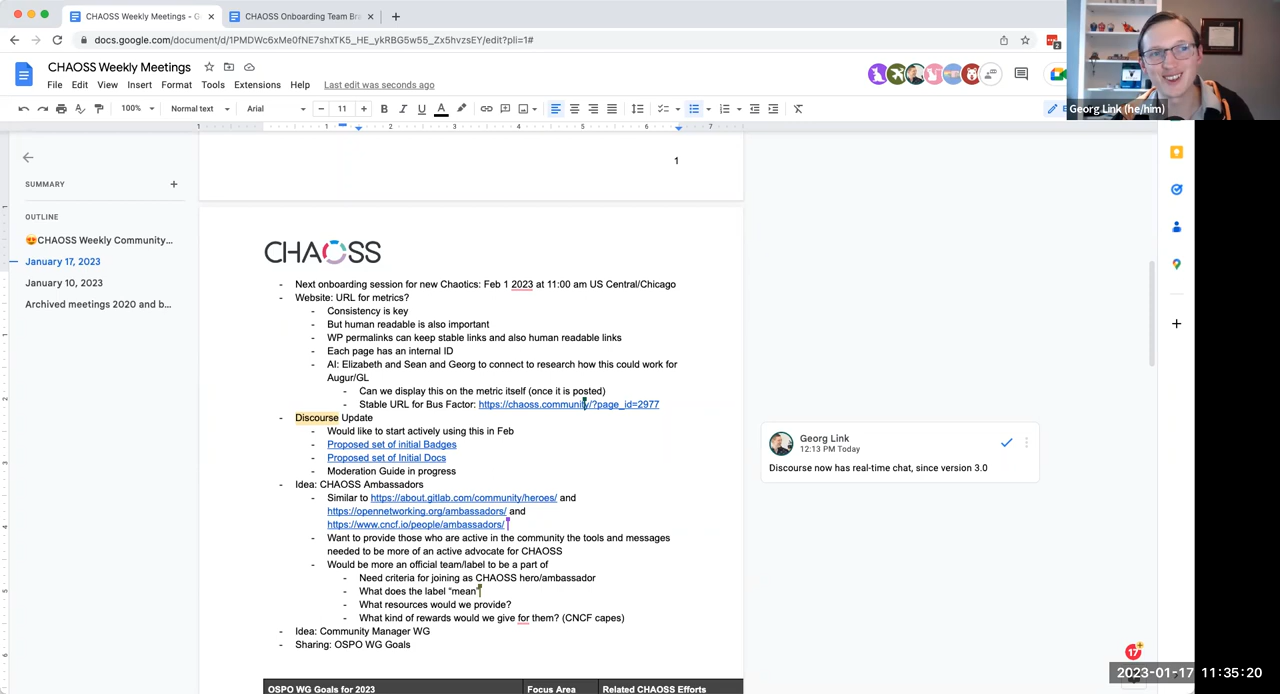 CHAOSS Weekly Meetings - G
CHAOSS Onboarding Team Bra
docs.google.com/document/d/1PMDWc6xMe0fNE7shxTK5_HE_ykRBG5w55_Zx5hvzsEY/edit?pli=1#
2
CHAOSS Weekly Meetings
File Edit View Insert Format Tools Extensions Help Last edit was seconds ago
Georg Link (he/him)
100% Normal text Arial 11
1 1 2 3 4 5 6 7
1
SUMMARY
OUTLINE
😍CHAOSS Weekly Community...
January 17, 2023
January 10, 2023
Archived meetings 2020 and b...
CHAOSS
- Next onboarding session for new Chaotics: Feb 1 2023 at 11:00 am US Central/Chicago
- Website: URL for metrics?
- Consistency is key
- But human readable is also important
- WP permalinks can keep stable links and also human readable links
- Each page has an internal ID
- AI: Elizabeth and Sean and Georg to connect to research how this could work for
Augur/GL
- Can we display this on the metric itself (once it is posted)
- Stable URL for Bus Factor: https://chaoss.community/?page_id=2977
- Discourse Update
- Would like to start actively using this in Feb
- Proposed set of initial Badges
- Proposed set of Initial Docs
- Moderation Guide in progress
- Idea: CHAOSS Ambassadors
- Similar to https://about.gitlab.com/community/heroes/ and
https://opennetworking.org/ambassadors/ and
https://www.cncf.io/people/ambassadors/
- Want to provide those who are active in the community the tools and messages
needed to be more of an active advocate for CHAOSS
- Would be more an official team/label to be a part of
- Need criteria for joining as CHAOSS hero/ambassador
- What does the label “mean”
- What resources would we provide?
- What kind of rewards would we give for them? (CNCF capes)
- Idea: Community Manager WG
- Sharing: OSPO WG Goals
OSPO WG Goals for 2023 Focus Area Related CHAOSS Efforts
Georg Link
12:13 PM Today
Discourse now has real-time chat, since version 3.0
17
2023-01-17 11:35:20